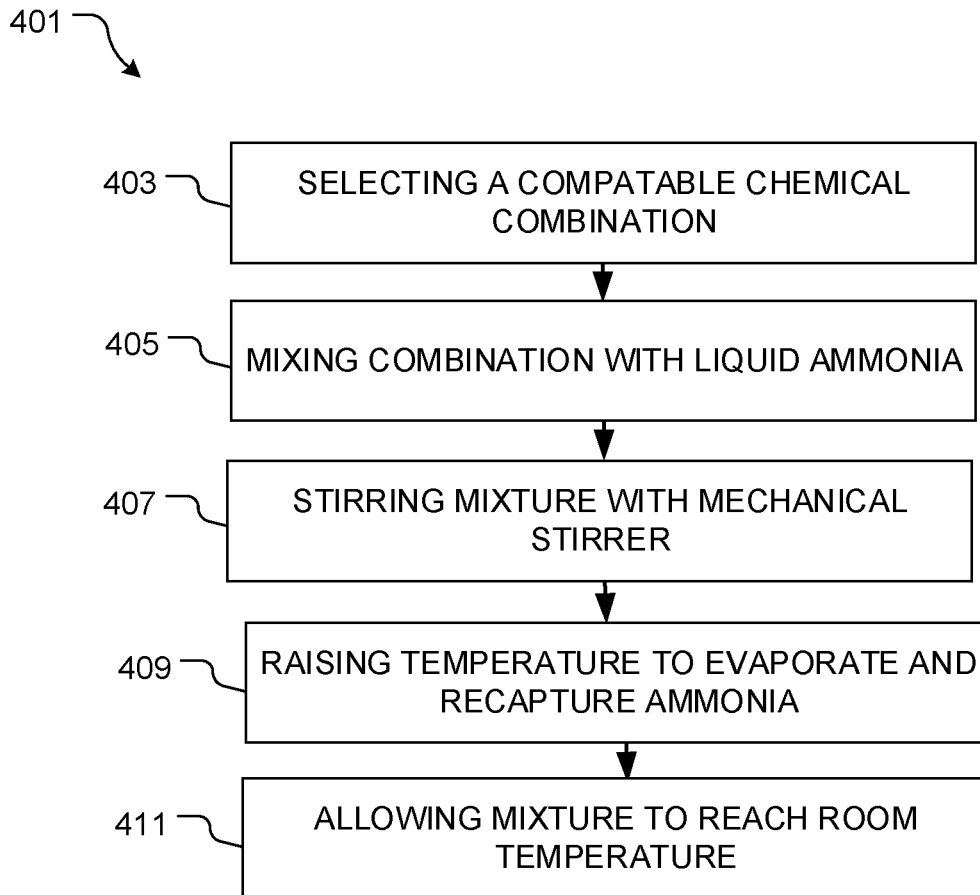 401
403
SELECTING A COMPATABLE CHEMICAL
COMBINATION
405
MIXING COMBINATION WITH LIQUID AMMONIA
407
STIRRING MIXTURE WITH MECHANICAL
STIRRER
409
RAISING TEMPERATURE TO EVAPORATE AND
RECAPTURE AMMONIA
411
ALLOWING MIXTURE TO REACH ROOM
TEMPERATURE